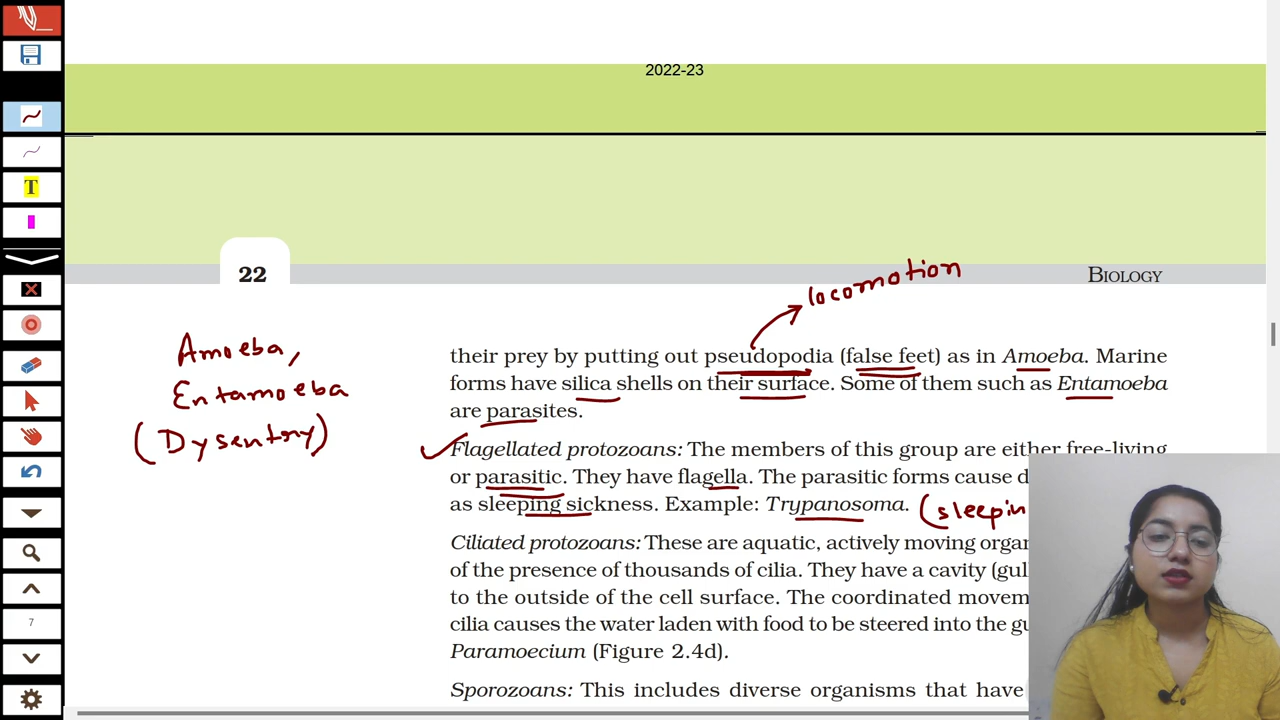 2022-23
T
22
BIOLOGY
locomotion
Amoeba,
Entamoeba
(Dysentry)
their prey by putting out pseudopodia (false feet) as in Amoeba. Marine
forms have silica shells on their surface. Some of them such as Entamoeba
are parasites.
Flagellated protozoans: The members of this group are either free-living
or parasitic. They have flagella. The parasitic forms cause
as sleeping sickness. Example: Trypanosoma. (sleepin
Ciliated protozoans: These are aquatic, actively moving
of the presence of thousands of cilia. They have a cavity
to the outside of the cell surface. The coordinated
cilia causes the water laden with food to be steered into the
Paramoecium (Figure 2.4d).
Sporozoans: This includes diverse organisms that have
7